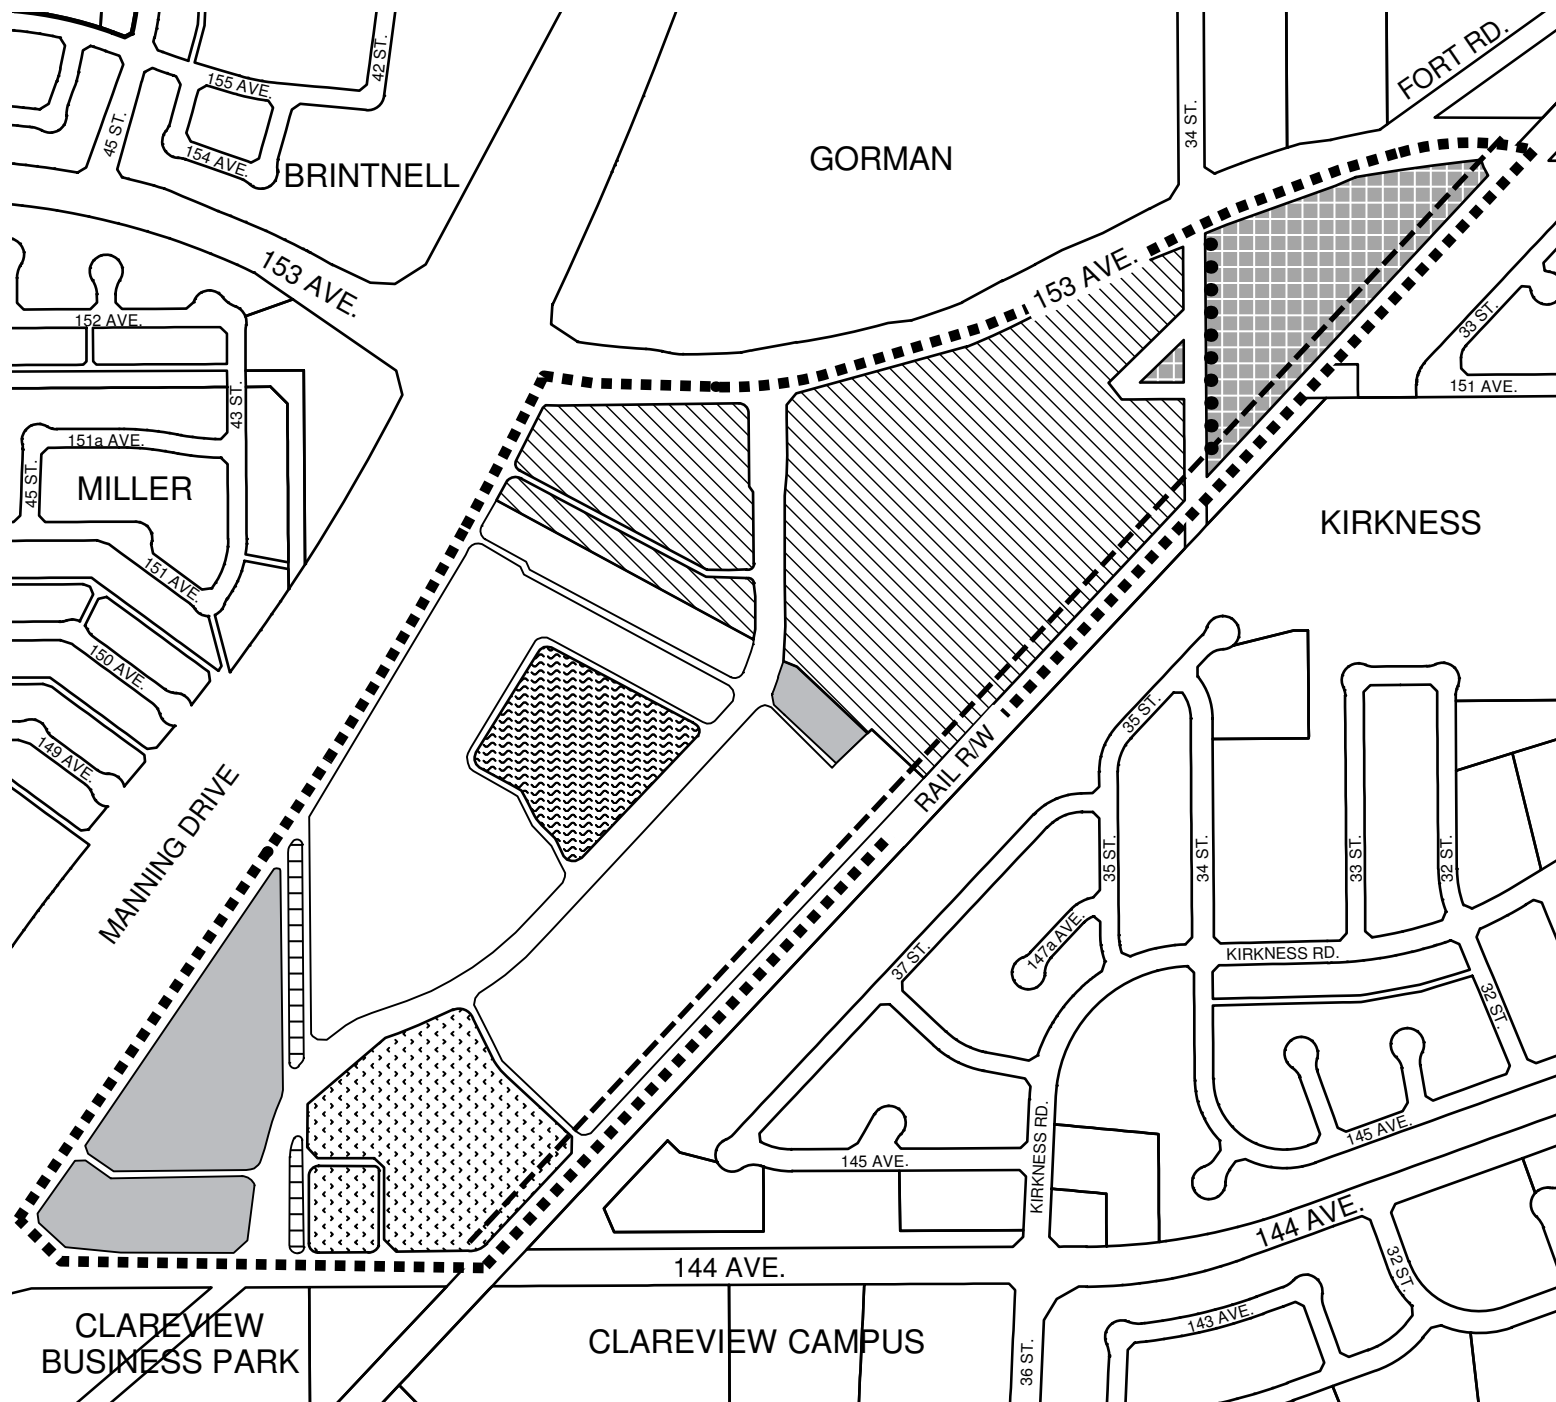 FORT RD.
42 ST.
155 AVE.
34 ST.
45 ST.
154 AVE.
BRINTNELL
GORMAN
153 AVE.
153 AVE.
152 AVE.
33 ST.
151 AVE.
43 ST.
151a AVE.
45 ST.
MILLER
KIRKNESS
151 AVE.
150 AVE.
35 ST.
149 AVE.
RAIL R/W
MANNING DRIVE
35 ST.
34 ST.
33 ST.
32 ST.
147a AVE.
37 ST.
KIRKNESS RD.
32 ST.
145 AVE.
KIRKNESS RD.
145 AVE.
144 AVE.
144 AVE.
32 ST.
143 AVE.
CLAREVIEW
BUSINESS PARK
CLAREVIEW CAMPUS
36 ST.